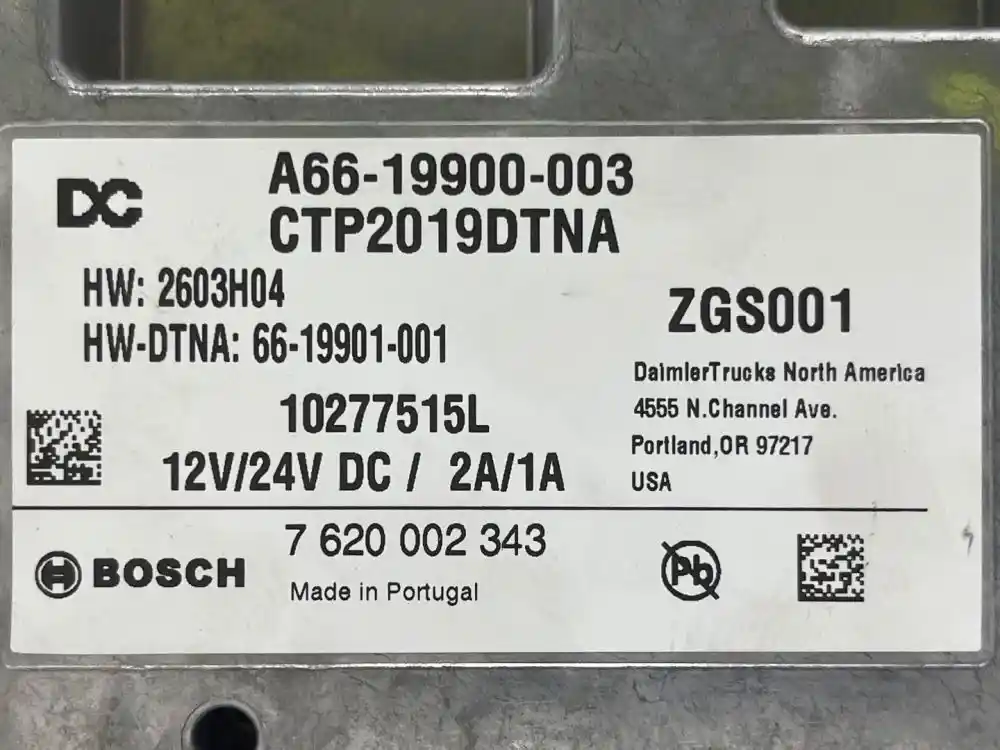 DC
A66-19900-003
CTP2019DTNA
HW: 2603H04
HW-DTNA: 66-19901-001
ZGS001
DaimlerTrucks North America
4555 N.Channel Ave.
Portland,OR 97217
USA
10277515L
12V/24V DC / 2A/1A
7 620 002 343
BOSCH
Made in Portugal
Pb